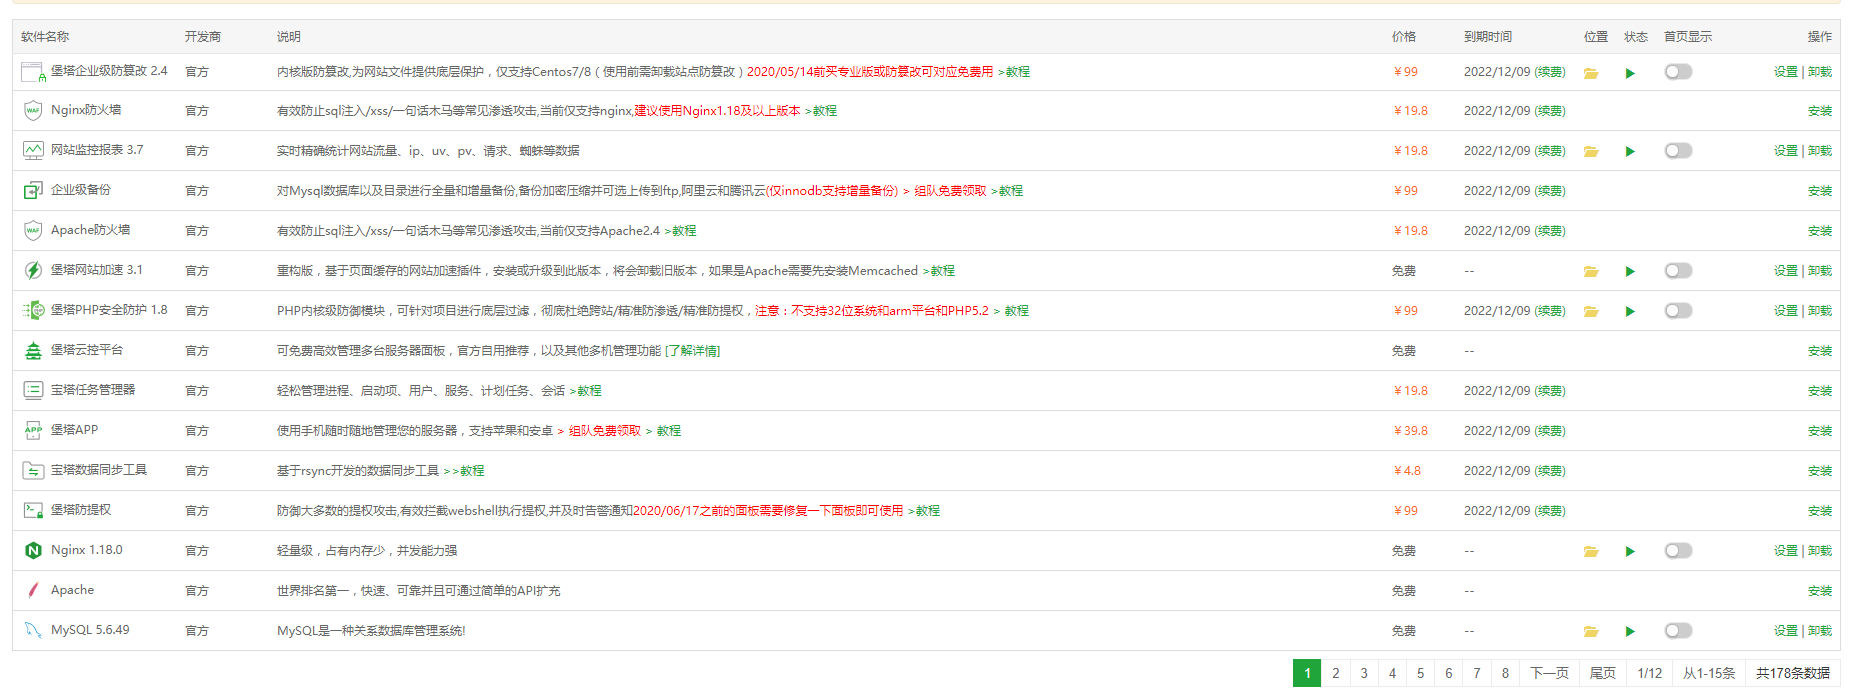 软件名称 开发商 说明 价格 到期时间 位置 状态 首页显示 操作
堡塔企业级防篡改 2.4 官方 内核版防篡改,为网站文件提供底层保护，仅支持Centos7/8（使用前需卸载站点防篡改）2020/05/14前买专业版或防篡改可对应免费用 >教程 ￥99 2022/12/09 (续费) 设置 | 卸载
WAF Nginx防火墙 官方 有效防止sql注入/xss/一句话木马等常见渗透攻击,当前仅支持nginx,建议使用Nginx1.18及以上版本 >教程 ￥19.8 2022/12/09 (续费) 安装
网站监控报表 3.7 官方 实时精确统计网站流量、ip、uv、pv、请求、蜘蛛等数据 ￥19.8 2022/12/09 (续费) 设置 | 卸载
企业级备份 官方 对Mysql数据库以及目录进行全量和增量备份,备份加密压缩并可选上传到ftp,阿里云和腾讯云(仅innodb支持增量备份) > 组队免费领取 >教程 ￥99 2022/12/09 (续费) 安装
WAF Apache防火墙 官方 有效防止sql注入/xss/一句话木马等常见渗透攻击,当前仅支持Apache2.4 >教程 ￥19.8 2022/12/09 (续费) 安装
堡塔网站加速 3.1 官方 重构版，基于页面缓存的网站加速插件，安装或升级到此版本，将会卸载旧版本，如果是Apache需要先安装Memcached >教程 免费 -- 设置 | 卸载
堡塔PHP安全防护 1.8 官方 PHP内核级防御模块，可针对项目进行底层过滤，彻底杜绝跨站/精准防渗透/精准防提权，注意：不支持32位系统和arm平台和PHP5.2 > 教程 ￥99 2022/12/09 (续费) 设置 | 卸载
堡塔云控平台 官方 可免费高效管理多台服务器面板，官方自用推荐，以及其他多机管理功能 [了解详情] 免费 -- 安装
宝塔任务管理器 官方 轻松管理进程、启动项、用户、服务、计划任务、会话 >教程 ￥19.8 2022/12/09 (续费) 安装
APP 堡塔APP 官方 使用手机随时随地管理您的服务器，支持苹果和安卓 > 组队免费领取 > 教程 ￥39.8 2022/12/09 (续费) 安装
宝塔数据同步工具 官方 基于rsync开发的数据同步工具 >>教程 ￥4.8 2022/12/09 (续费) 安装
堡塔防提权 官方 防御大多数的提权攻击,有效拦截webshell执行提权,并及时告警通知2020/06/17之前的面板需要修复一下面板即可使用 >教程 ￥99 2022/12/09 (续费) 安装
N Nginx 1.18.0 官方 轻量级，占有内存少，并发能力强 免费 -- 设置 | 卸载
Apache 官方 世界排名第一，快速、可靠并且可通过简单的API扩充 免费 -- 安装
MySQL 5.6.49 官方 MySQL是一种关系数据库管理系统! 免费 -- 设置 | 卸载
1 2 3 4 5 6 7 8 下一页 尾页 1/12 从1-15条 共178条数据